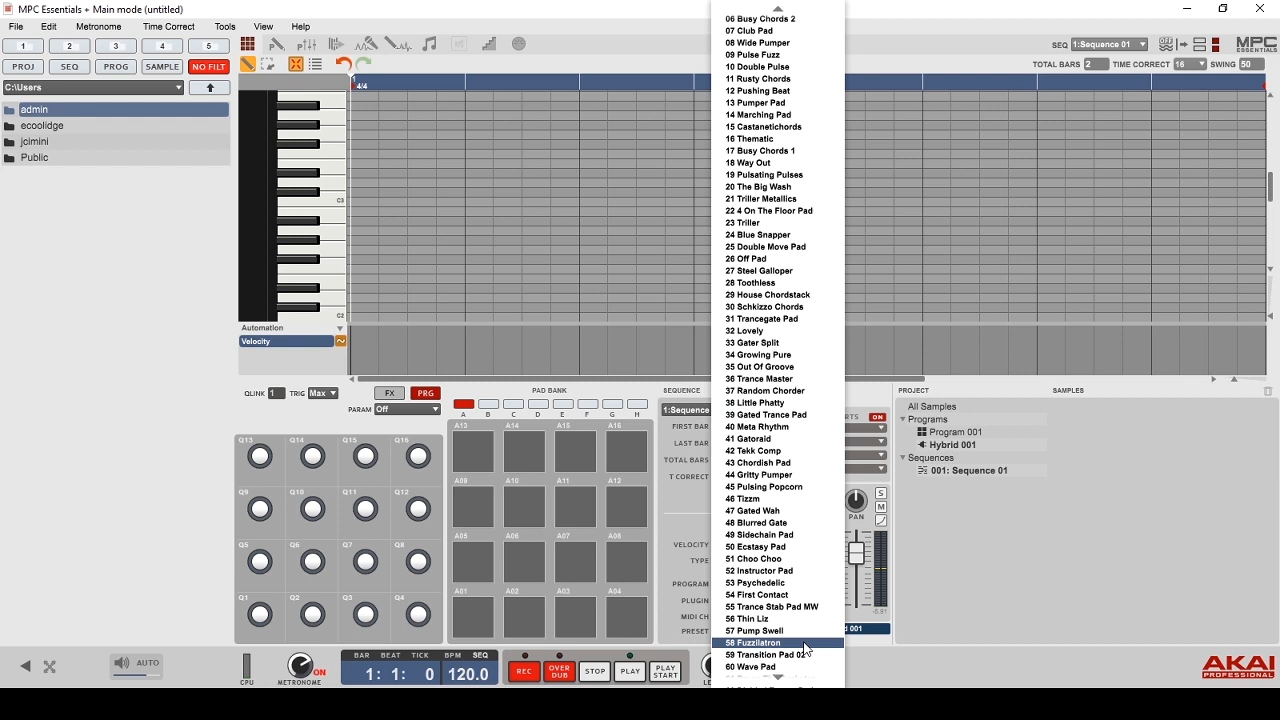 MPC Essentials + Main mode (untitled)
File Edit Metronome Time Correct Tools View Help
1 2 3 4 5
SEQ 1:Sequence 01
MPC ESSENTIALS
PROJ SEQ PROG SAMPLE NO FILT
TOTAL BARS 2 TIME CORRECT 16 SWING 50
C:\Users
4/4
admin
ecoolidge
jcimini
Public
C3
C2
Automation
Velocity
06 Busy Chords 2
07 Club Pad
08 Wide Pumper
09 Pulse Fuzz
10 Double Pulse
11 Rusty Chords
12 Pushing Beat
13 Pumper Pad
14 Marching Pad
15 Castanetichords
16 Thematic
17 Busy Chords 1
18 Way Out
19 Pulsating Pulses
20 The Big Wash
21 Triller Metallics
22 4 On The Floor Pad
23 Triller
24 Blue Snapper
25 Double Move Pad
26 Off Pad
27 Steel Galloper
28 Toothless
29 House Chordstack
30 Schkizzo Chords
31 Trancegate Pad
32 Lovely
33 Gater Split
34 Growing Pure
35 Out Of Groove
36 Trance Master
37 Random Chorder
38 Little Phatty
39 Gated Trance Pad
40 Meta Rhythm
41 Gatoraid
42 Tekk Comp
43 Chordish Pad
44 Gritty Pumper
45 Pulsing Popcorn
46 Tizzm
47 Gated Wah
48 Blurred Gate
49 Sidechain Pad
50 Ecstasy Pad
51 Choo Choo
52 Instructor Pad
53 Psychedelic
54 First Contact
55 Trance Stab Pad MW
56 Thin Liz
57 Pump Swell
58 Fuzzilatron
59 Transition Pad 02
60 Wave Pad
QLINK 1 TRIG Max FX PRG
PARAM Off
Q13 Q14 Q15 Q16
Q9 Q10 Q11 Q12
Q5 Q6 Q7 Q8
Q1 Q2 Q3 Q4
PAD BANK
A B C D E F G H
A13 A14 A15 A16
A09 A10 A11 A12
A05 A06 A07 A08
A01 A02 A03 A04
SEQUENCE
1:Sequence
FIRST BAR
LAST BAR
TOTAL BARS
T CORRECT
VELOCITY
TYPE
PROGRAM
PLUGIN
MIDI CH
PRESET
RTS ON
PAN
S
M
-5.91
d 001
PROJECT SAMPLES
All Samples
Programs
Program 001
Hybrid 001
Sequences
001: Sequence 01
AUTO
CPU
METRONOME
BAR BEAT TICK BPM SEQ
1: 1: 0 120.0
REC OVER DUB STOP PLAY PLAY START
LE
AKAI
PROFESSIONAL